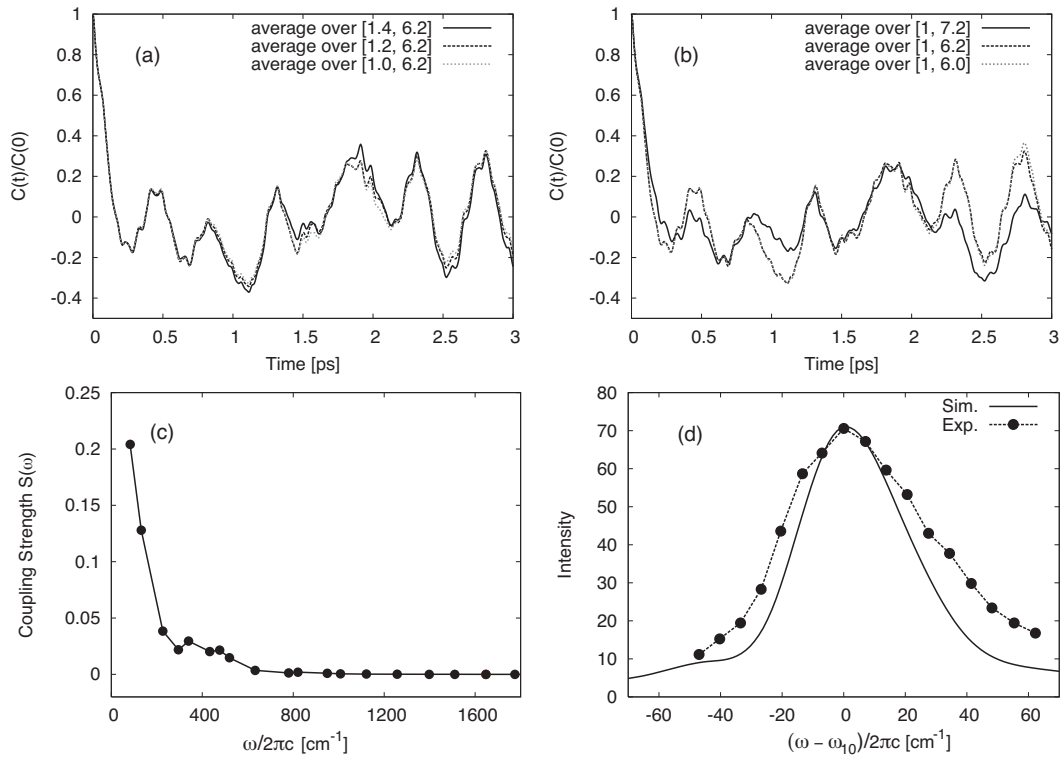 (a)
average over [1.4, 6.2]
average over [1.2, 6.2]
average over [1.0, 6.2]
1
0.8
0.6
0.4
0.2
0
-0.2
-0.4
C(t)/C(0)
0 0.5 1 1.5 2 2.5 3
Time [ps]
(b)
average over [1, 7.2]
average over [1, 6.2]
average over [1, 6.0]
1
0.8
0.6
0.4
0.2
0
-0.2
-0.4
C(t)/C(0)
0 0.5 1 1.5 2 2.5 3
Time [ps]
(c)
0.25
0.2
0.15
0.1
0.05
0
Coupling Strength S(ω)
0 400 800 1200 1600
ω/2πc [cm⁻¹]
(d)
Sim.
Exp.
80
70
60
50
40
30
20
10
0
Intensity
-60 -40 -20 0 20 40 60
(ω − ω₁₀)/2πc [cm⁻¹]